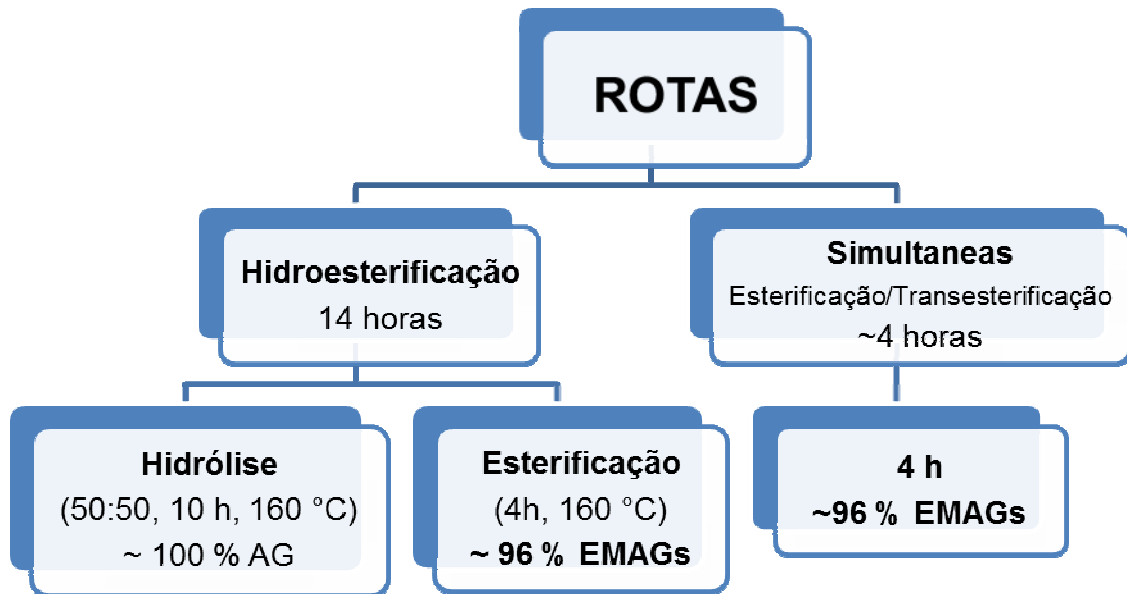 ROTAS
Hidroesterificação
14 horas
Simultaneas
Esterificação/Transesterificação
~4 horas
Hidrólise
(50:50, 10 h, 160 °C)
~ 100 % AG
Esterificação
(4h, 160 °C)
~ 96 % EMAGs
4 h
~96 % EMAGs